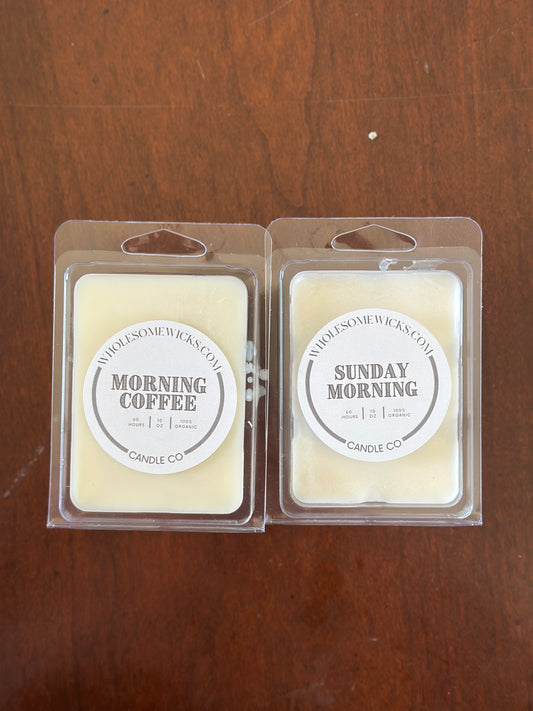 WHOLESOMEWICKS.COM
MORNING
COFFEE
60 HOURS | 10 OZ | 100% ORGANIC
CANDLE CO
WHOLESOMEWICKS.COM
SUNDAY
MORNING
60 HOURS | 10 OZ | 100% ORGANIC
CANDLE CO